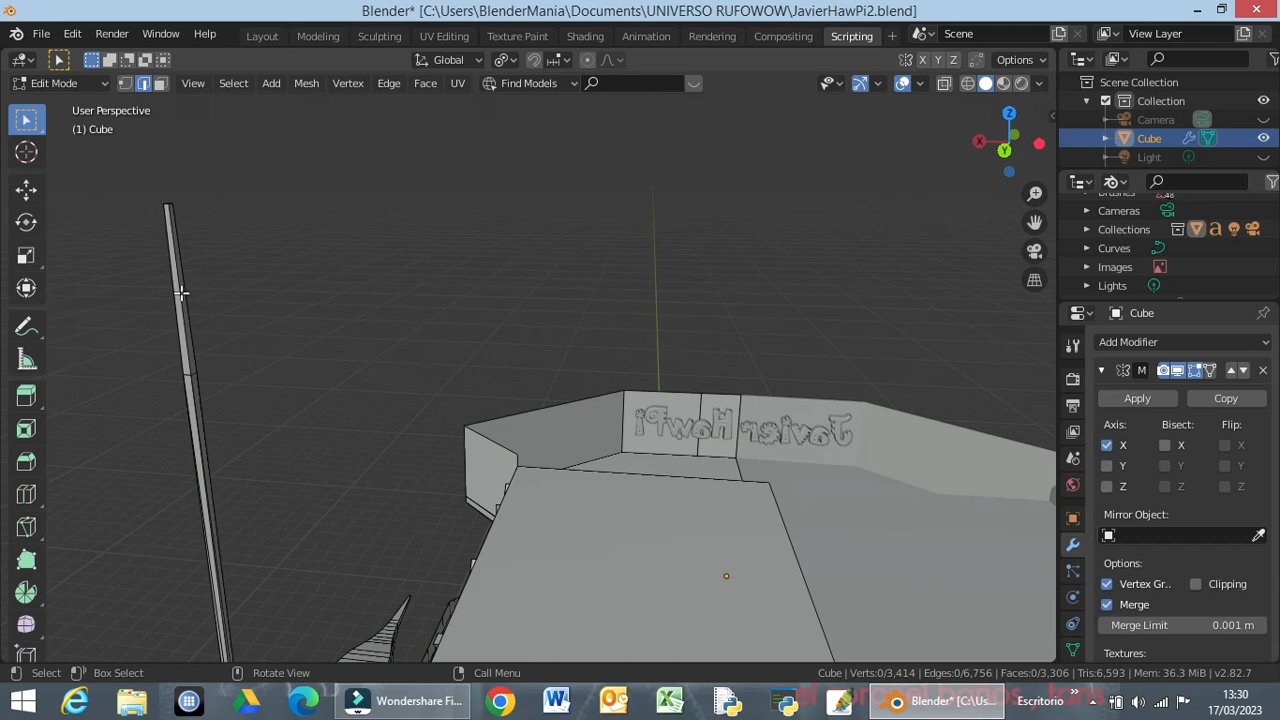 Blender* [C:\Users\BlenderMania\Documents\UNIVERSO RUFOWOW\JavierHawPi2.blend]
File Edit Render Window Help Layout Modeling Sculpting UV Editing Texture Paint Shading Animation Rendering Compositing Scripting + Scene View Layer
Global X Y Z Options
Edit Mode View Select Add Mesh Vertex Edge Face UV Find Models
User Perspective
(1) Cube
Z
X
Y
Javier HawPi
Scene Collection
Collection
Camera
Cube
Light
Brushes
Cameras
Collections
Curves
Images
Lights
Cube
Add Modifier
M
Apply Copy
Axis: Bisect: Flip:
X X X
Y Y Y
Z Z Z
Mirror Object:
Options:
Vertex Gr.. Clipping
Merge
Merge Limit 0.001 m
Textures:
Select Box Select Rotate View Call Menu Cube | Verts:0/3,414 | Edges:0/6,756 | Faces:0/3,306 | Tris:6,593 | Mem: 36.3 MiB | v2.82.7
Wondershare Fi... Blender* [C:\Us... Escritorio
13:30
17/03/2023